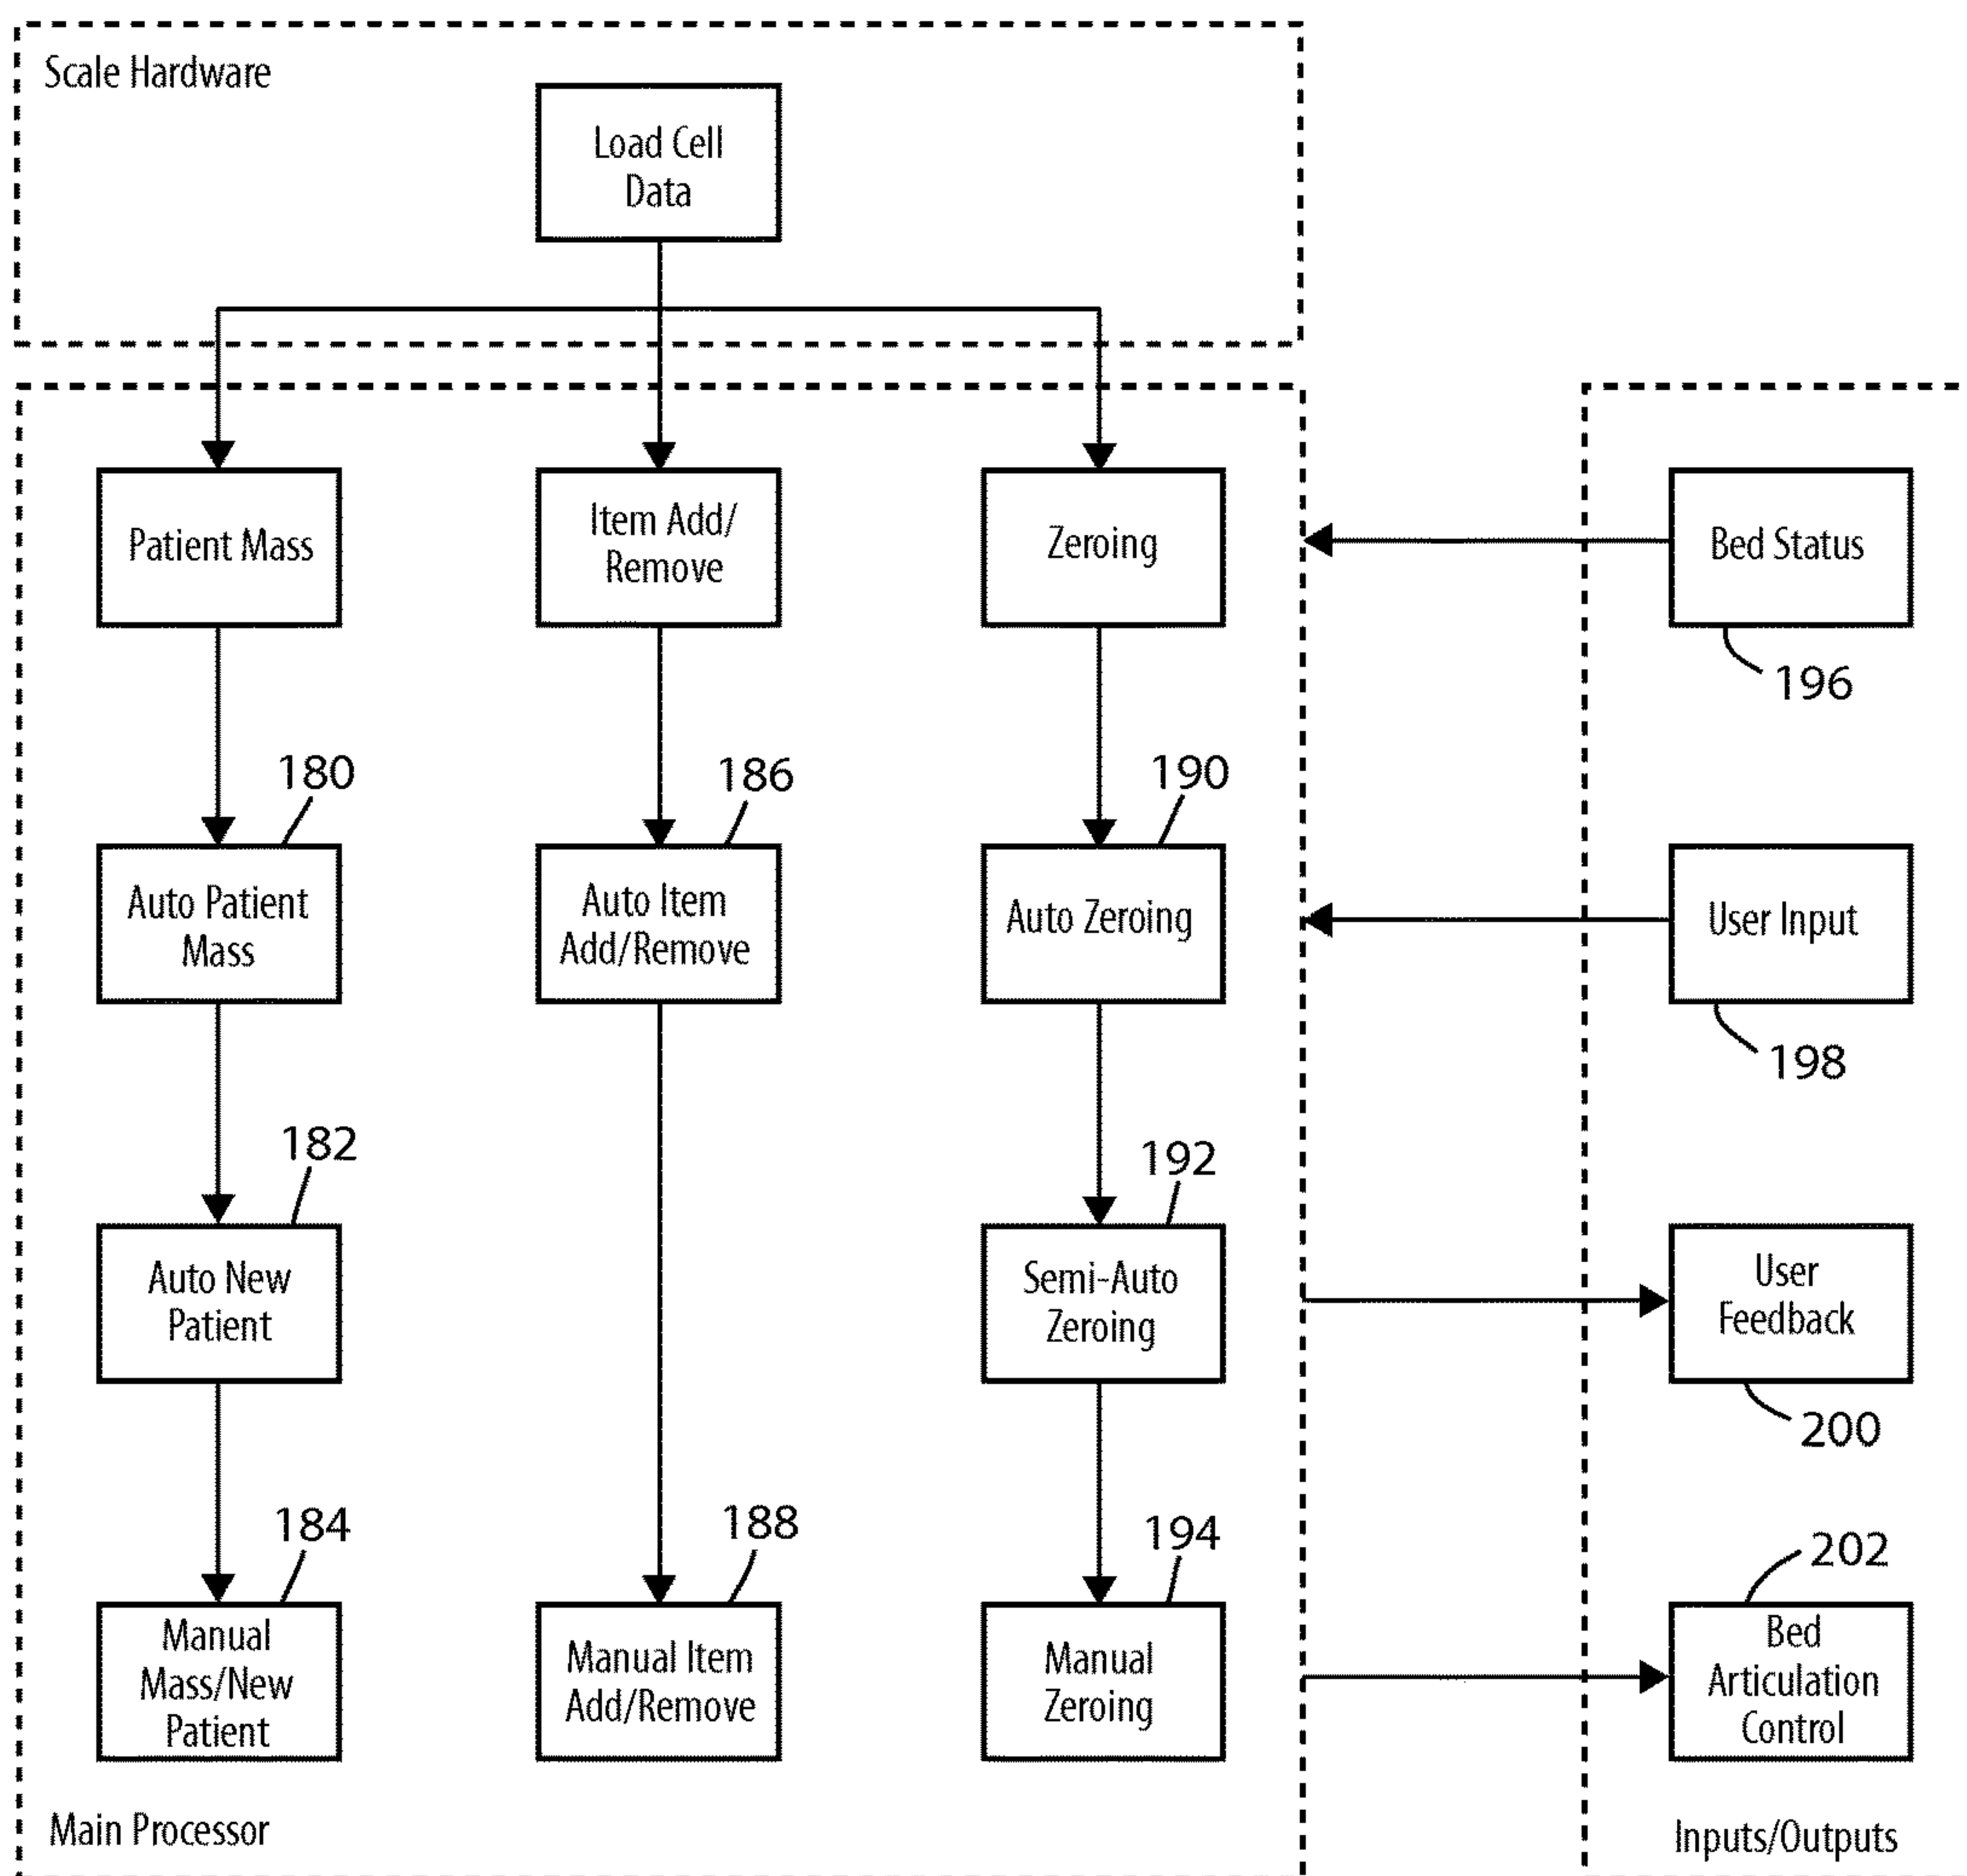 Scale Hardware
Load Cell
Data
Patient Mass
Item Add/
Remove
Zeroing
Bed Status
196
180
186
190
Auto Patient
Mass
Auto Item
Add/Remove
Auto Zeroing
User Input
198
182
192
Auto New
Patient
Semi-Auto
Zeroing
User
Feedback
200
184
188
194
202
Manual
Mass/New
Patient
Manual Item
Add/Remove
Manual
Zeroing
Bed
Articulation
Control
Main Processor
Inputs/Outputs